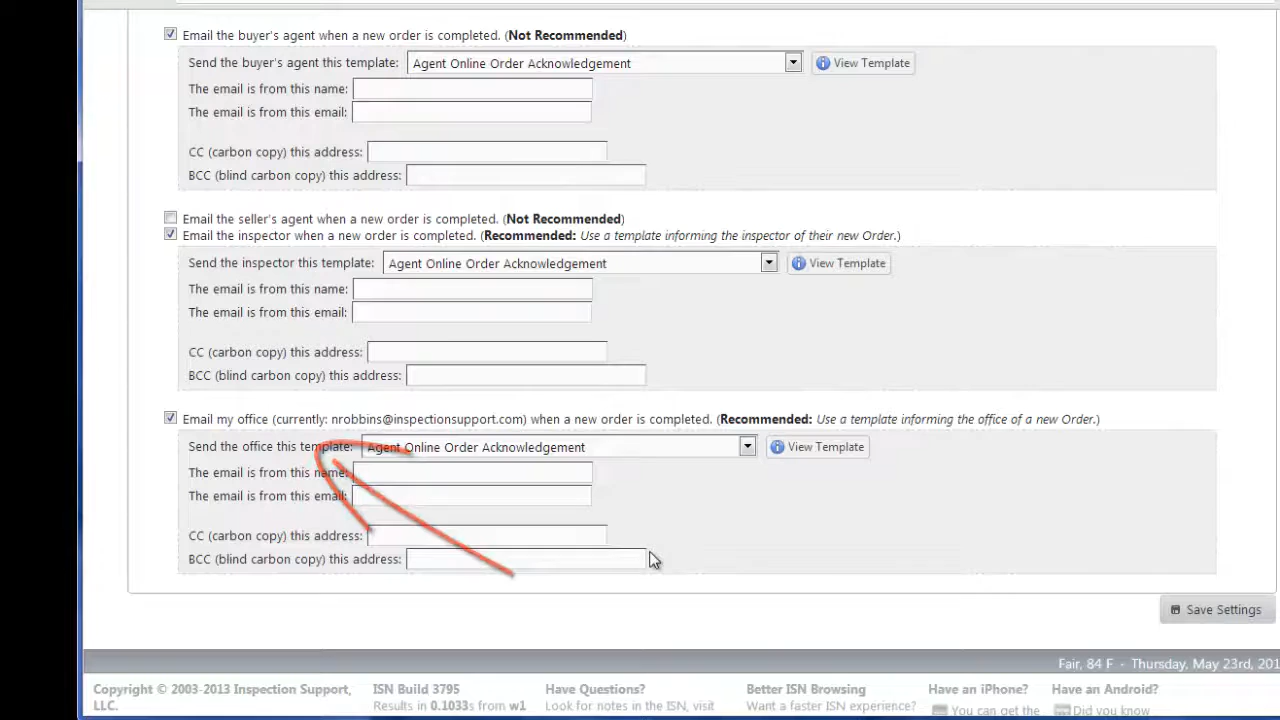 Email the buyer's agent when a new order is completed. (Not Recommended)
Send the buyer's agent this template: Agent Online Order Acknowledgement View Template
The email is from this name:
The email is from this email:
CC (carbon copy) this address:
BCC (blind carbon copy) this address:
Email the seller's agent when a new order is completed. (Not Recommended)
Email the inspector when a new order is completed. (Recommended: Use a template informing the inspector of their new Order.)
Send the inspector this template: Agent Online Order Acknowledgement View Template
The email is from this name:
The email is from this email:
CC (carbon copy) this address:
BCC (blind carbon copy) this address:
Email my office (currently: nrobbins@inspectionsupport.com) when a new order is completed. (Recommended: Use a template informing the office of a new Order.)
Send the office this template: Agent Online Order Acknowledgement View Template
The email is from this name:
The email is from this email:
CC (carbon copy) this address:
BCC (blind carbon copy) this address:
Save Settings
Fair, 84 F - Thursday, May 23rd, 201
Copyright © 2003-2013 Inspection Support, ISN Build 3795 Have Questions? Better ISN Browsing Have an iPhone? Have an Android?
LLC. Results in 0.1033s from w1 Look for notes in the ISN, visit Want a faster ISN experience? You can get the Did you know